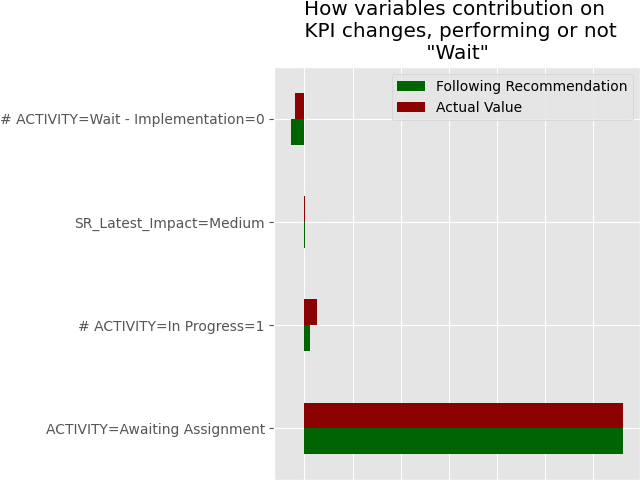 How variables contribution on
KPI changes, performing or not
"Wait"
Following Recommendation
Actual Value
# ACTIVITY=Wait - Implementation=0
SR_Latest_Impact=Medium
# ACTIVITY=In Progress=1
ACTIVITY=Awaiting Assignment